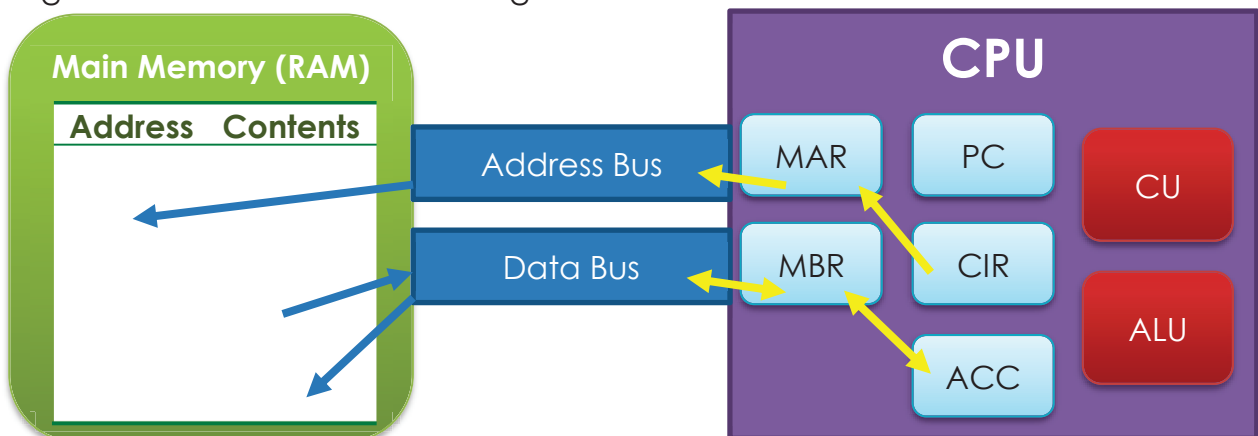 Main Memory (RAM)
Address Contents
Address Bus
Data Bus
CPU
MAR
PC
CU
MBR
CIR
ALU
ACC